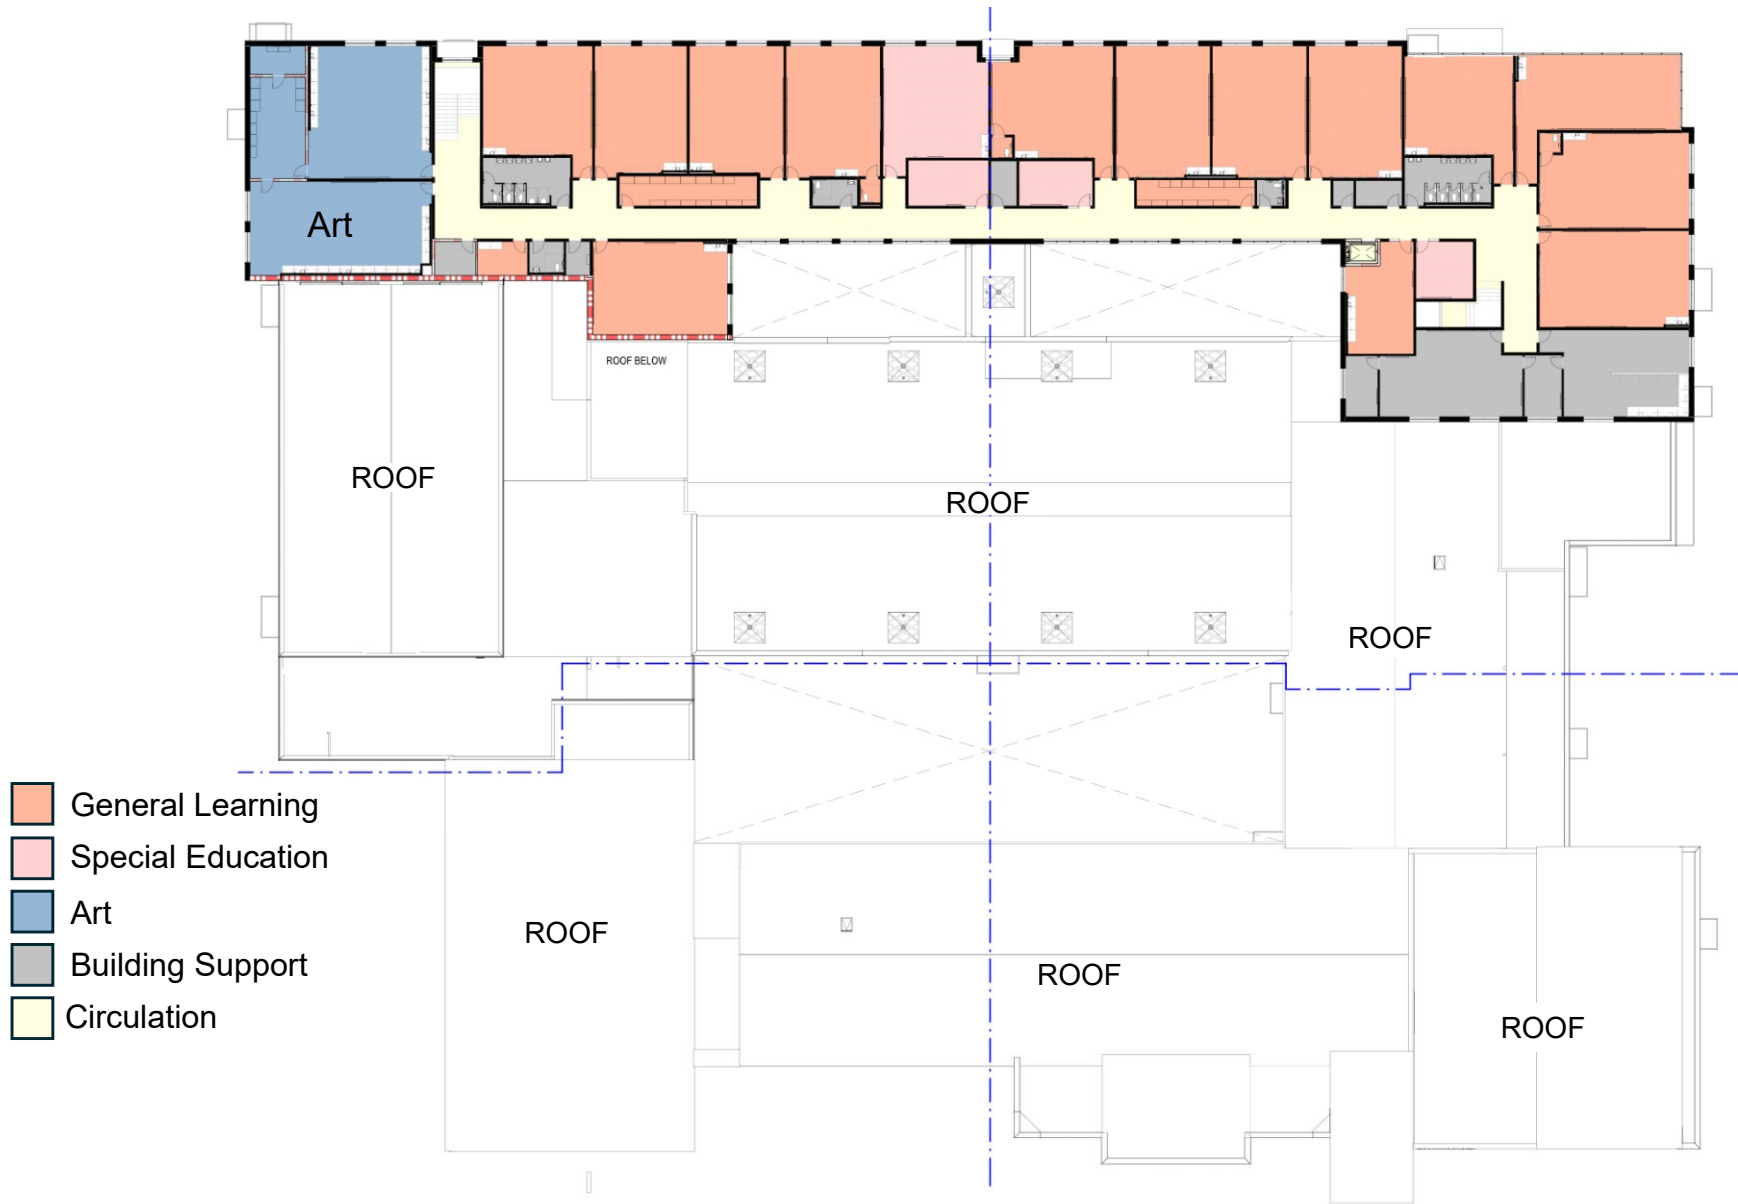 Art
ROOF BELOW
ROOF
ROOF
ROOF
General Learning
Special Education
Art
Building Support
Circulation
ROOF
ROOF
ROOF